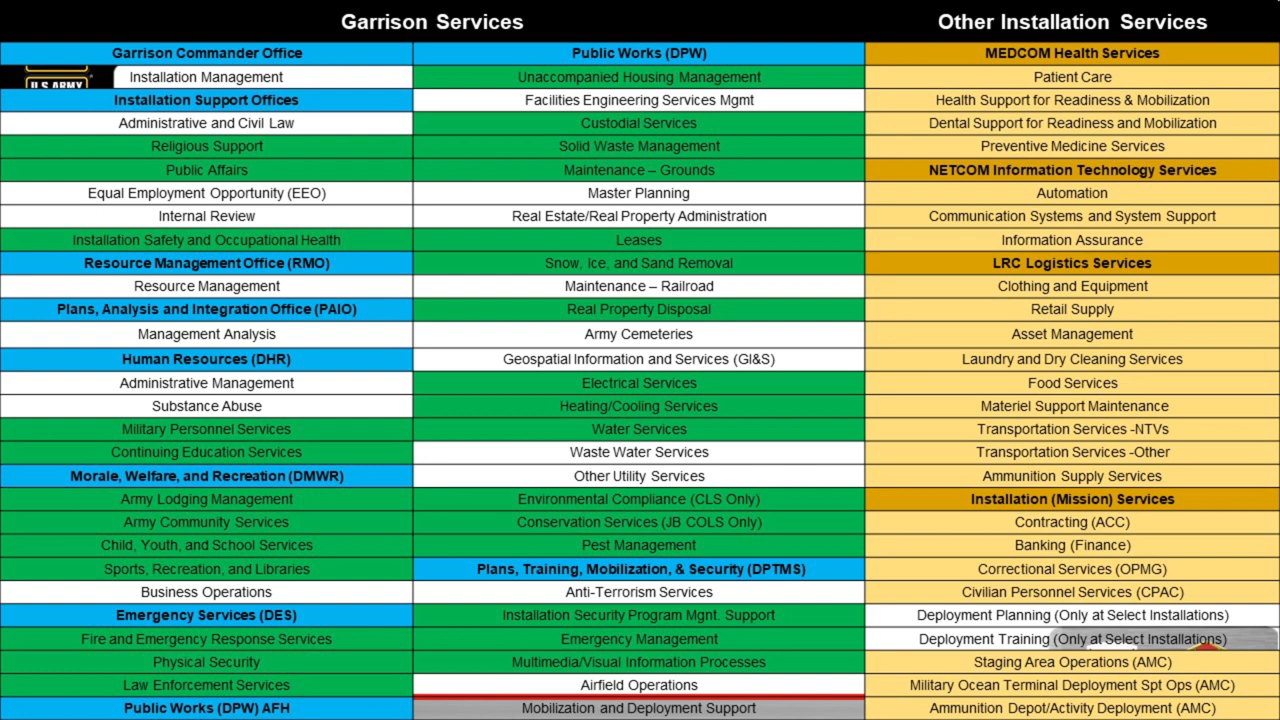 Garrison Services
Other Installation Services
Garrison Commander Office
U.S. ARMY
Installation Management
Installation Support Offices
Administrative and Civil Law
Religious Support
Public Affairs
Equal Employment Opportunity (EEO)
Internal Review
Installation Safety and Occupational Health
Resource Management Office (RMO)
Resource Management
Plans, Analysis and Integration Office (PAIO)
Management Analysis
Human Resources (DHR)
Administrative Management
Substance Abuse
Military Personnel Services
Continuing Education Services
Morale, Welfare, and Recreation (DMWR)
Army Lodging Management
Army Community Services
Child, Youth, and School Services
Sports, Recreation, and Libraries
Business Operations
Emergency Services (DES)
Fire and Emergency Response Services
Physical Security
Law Enforcement Services
Public Works (DPW) AFH
Public Works (DPW)
Unaccompanied Housing Management
Facilities Engineering Services Mgmt
Custodial Services
Solid Waste Management
Maintenance – Grounds
Master Planning
Real Estate/Real Property Administration
Leases
Snow, Ice, and Sand Removal
Maintenance – Railroad
Real Property Disposal
Army Cemeteries
Geospatial Information and Services (GI&S)
Electrical Services
Heating/Cooling Services
Water Services
Waste Water Services
Other Utility Services
Environmental Compliance (CLS Only)
Conservation Services (JB COLS Only)
Pest Management
Plans, Training, Mobilization, & Security (DPTMS)
Anti-Terrorism Services
Installation Security Program Mgnt. Support
Emergency Management
Multimedia/Visual Information Processes
Airfield Operations
Mobilization and Deployment Support
MEDCOM Health Services
Patient Care
Health Support for Readiness & Mobilization
Dental Support for Readiness and Mobilization
Preventive Medicine Services
NETCOM Information Technology Services
Automation
Communication Systems and System Support
Information Assurance
LRC Logistics Services
Clothing and Equipment
Retail Supply
Asset Management
Laundry and Dry Cleaning Services
Food Services
Materiel Support Maintenance
Transportation Services -NTVs
Transportation Services -Other
Ammunition Supply Services
Installation (Mission) Services
Contracting (ACC)
Banking (Finance)
Correctional Services (OPMG)
Civilian Personnel Services (CPAC)
Deployment Planning (Only at Select Installations)
Deployment Training (Only at Select Installations)
Staging Area Operations (AMC)
Military Ocean Terminal Deployment Spt Ops (AMC)
Ammunition Depot/Activity Deployment (AMC)